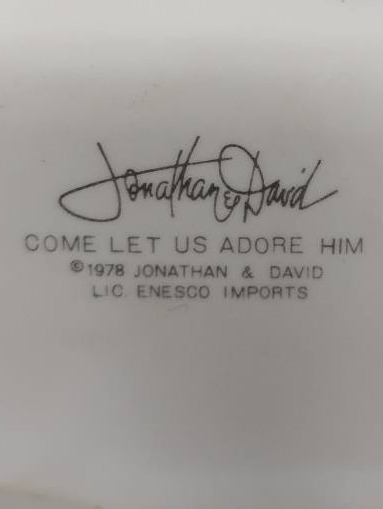 Jonathan & David
COME LET US ADORE HIM
©1978 JONATHAN & DAVID
LIC. ENESCO IMPORTS